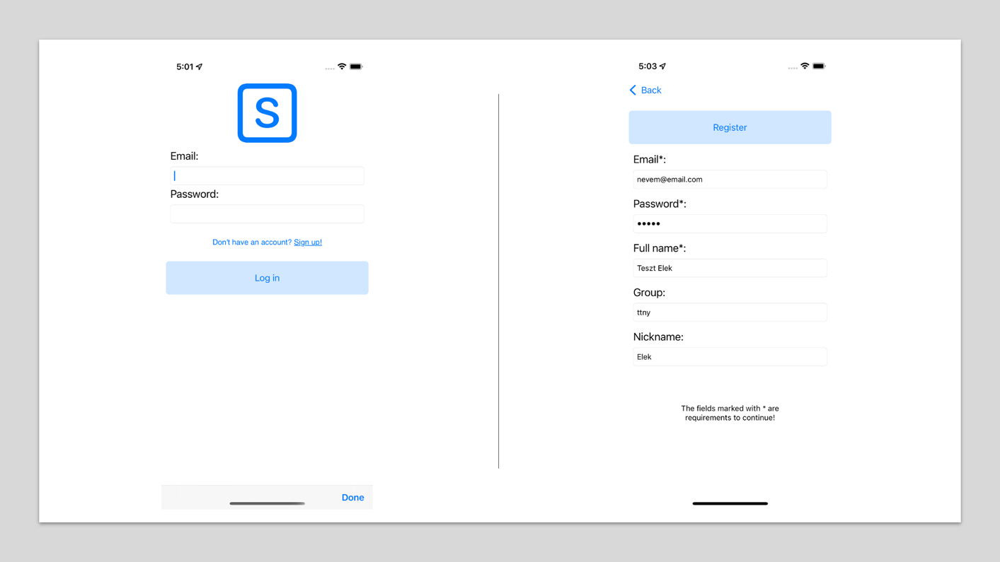 5:01
S
Email:
Password:
Don't have an account? Sign up!
Log in
Done
5:03
Back
Register
Email*:
nevem@email.com
Password*:
•••••
Full name*:
Teszt Elek
Group:
ttny
Nickname:
Elek
The fields marked with * are
requirements to continue!